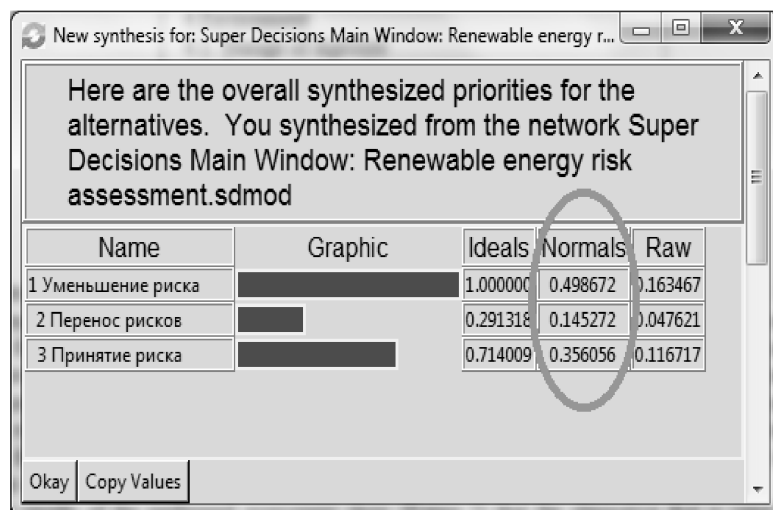 New synthesis for: Super Decisions Main Window: Renewable energy r...
Here are the overall synthesized priorities for the
alternatives. You synthesized from the network Super
Decisions Main Window: Renewable energy risk
assessment.sdmod
Name Graphic Ideals Normals Raw
1 Уменьшение риска 1.000000 0.498672 0.163467
2 Перенос рисков 0.291318 0.145272 0.047621
3 Принятие риска 0.714009 0.356056 0.116717
Okay Copy Values